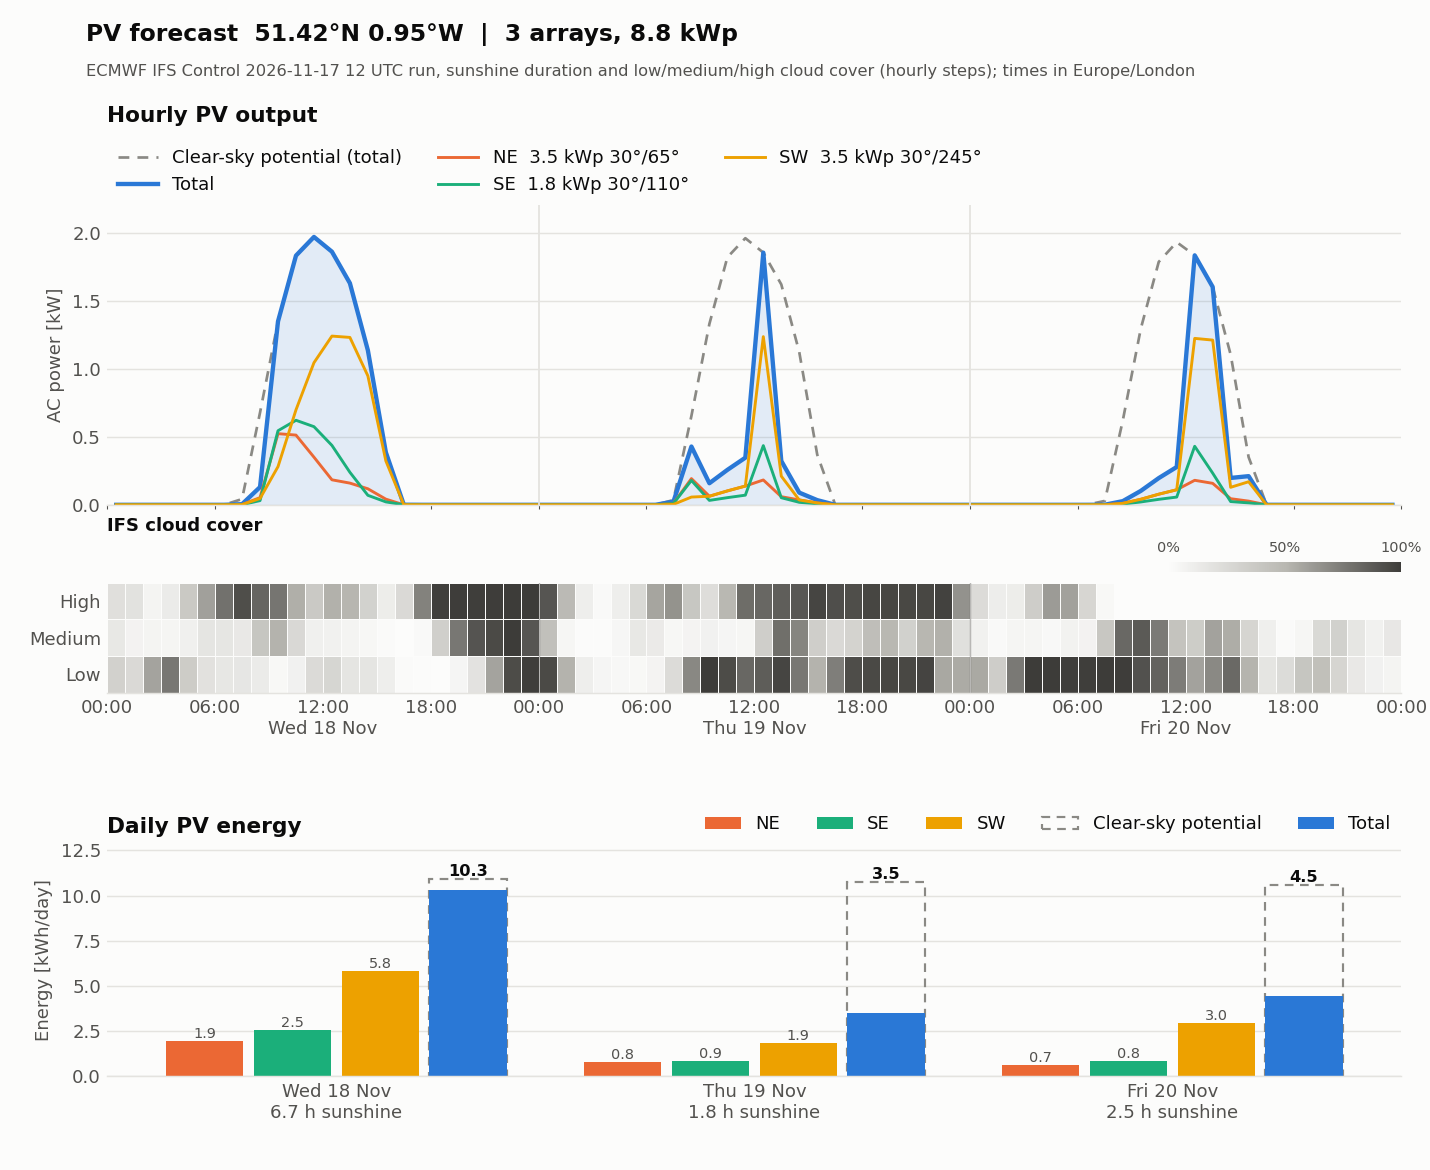 PV forecast  51.42°N 0.95°W  |  3 arrays, 8.8 kWp
ECMWF IFS Control 2026-11-17 12 UTC run, sunshine duration and low/medium/high cloud cover (hourly steps); times in Europe/London
Hourly PV output
Clear-sky potential (total)
Total
NE  3.5 kWp 30°/65°
SE  1.8 kWp 30°/110°
SW  3.5 kWp 30°/245°
AC power [kW]
2.0
1.5
1.0
0.5
0.0
IFS cloud cover
0% 50% 100%
High
Medium
Low
00:00 06:00 12:00 18:00 00:00 06:00 12:00 18:00 00:00 06:00 12:00 18:00 00:00
Wed 18 Nov Thu 19 Nov Fri 20 Nov
Daily PV energy
NE SE SW Clear-sky potential Total
Energy [kWh/day]
12.5
10.0
7.5
5.0
2.5
0.0
1.9 2.5 5.8 10.3
0.8 0.9 1.9 3.5
0.7 0.8 3.0 4.5
Wed 18 Nov
6.7 h sunshine
Thu 19 Nov
1.8 h sunshine
Fri 20 Nov
2.5 h sunshine